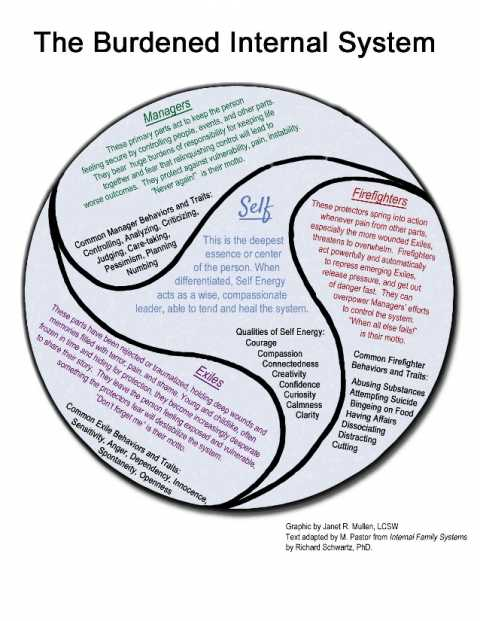 The Burdened Internal System
Managers
These primary parts act to keep the person
feeling secure by controlling people, events, and other parts.
They bear huge burdens of responsibility for keeping life
together and fear that relinquishing control will lead to
worse outcomes. They protect against vulnerability, pain, instability.
"Never again!" is their motto.
Common Manager Behaviors and Traits:
Controlling, Analyzing, Criticizing,
Judging, Care-taking,
Pessimism, Planning
Numbing
Self
This is the deepest
essence or center
of the person. When
differentiated, Self Energy
acts as a wise, compassionate
leader, able to tend and heal the system.
Qualities of Self Energy:
Courage
Compassion
Connectedness
Creativity
Confidence
Curiosity
Calmness
Clarity
Firefighters
These protectors spring into action
whenever pain from other parts,
especially the more wounded Exiles,
threatens to overwhelm. Firefighters
act powerfully and automatically
to repress emerging Exiles,
release pressure, and get out
of danger fast. They can
overpower Managers' efforts
to control the system.
"When all else fails!"
is their motto.
Common Firefighter
Behaviors and Traits:
Abusing Substances
Attempting Suicide
Bingeing on Food
Having Affairs
Dissociating
Distracting
Cutting
Exiles
These parts have been rejected or traumatized, holding deep wounds and
memories filled with terror, pain, and shame. Young and childlike, often
frozen in time and hiding for protection, they become increasingly desperate
to share their story. They leave the person feeling exposed and vulnerable,
something the protectors fear will destabilize the system.
"Don't forget me" is their motto.
Common Exile Behaviors and Traits:
Sensitivity, Anger, Dependency, Innocence,
Spontaneity, Openness
Graphic by Janet R. Mullen, LCSW
Text adapted by M. Pastor from Internal Family Systems
by Richard Schwartz, PhD.